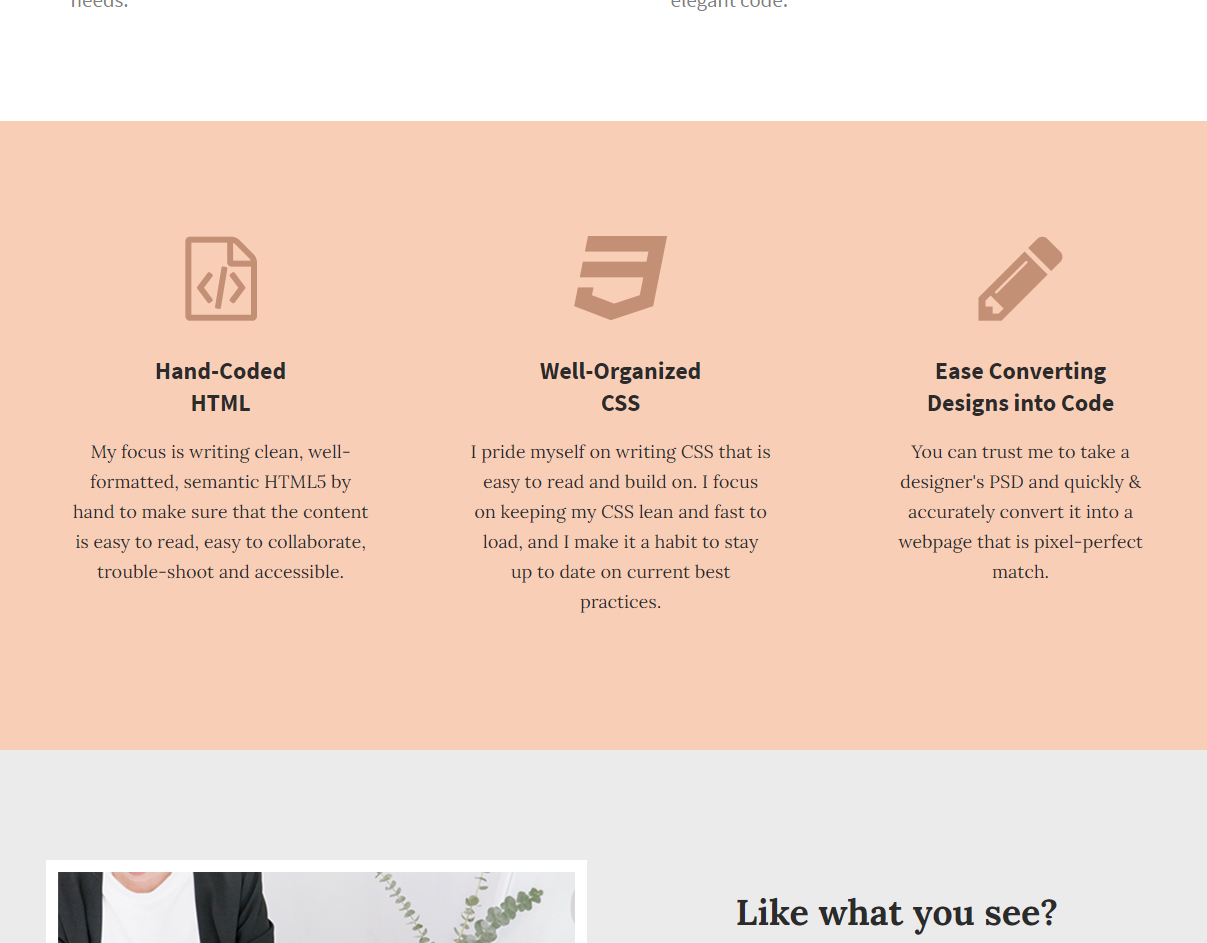 needs.
elegant code.
</>
Hand-Coded
HTML
My focus is writing clean, well-
formatted, semantic HTML5 by
hand to make sure that the content
is easy to read, easy to collaborate,
trouble-shoot and accessible.
Well-Organized
CSS
I pride myself on writing CSS that is
easy to read and build on. I focus
on keeping my CSS lean and fast to
load, and I make it a habit to stay
up to date on current best
practices.
Ease Converting
Designs into Code
You can trust me to take a
designer's PSD and quickly &
accurately convert it into a
webpage that is pixel-perfect
match.
Like what you see?